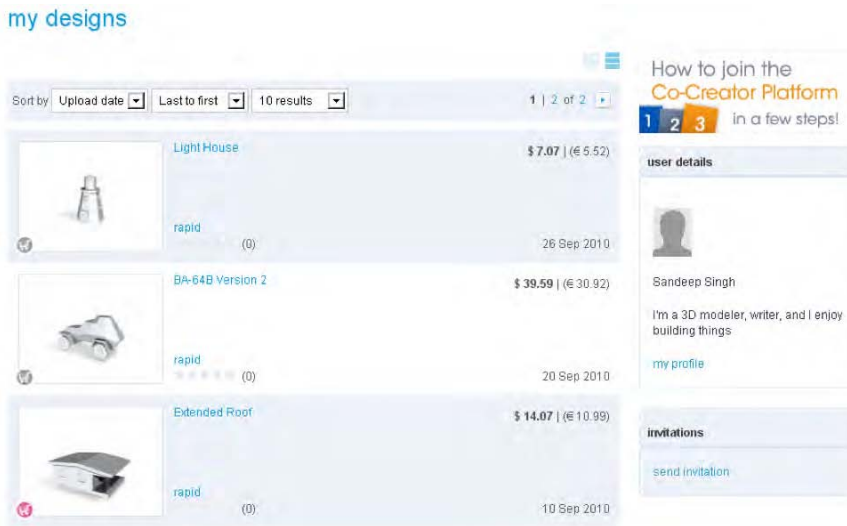 my designs
Sort by Upload date Last to first 10 results 1 | 2 of 2
Light House
$ 7.07 | (€ 5.52)
rapid
(0)
26 Sep 2010
BA-64B Version 2
$ 39.59 | (€ 30.92)
rapid
(0)
20 Sep 2010
Extended Roof
$ 14.07 | (€ 10.99)
rapid
(0)
10 Sep 2010
How to join the
Co-Creator Platform
1 2 3 in a few steps!
user details
Sandeep Singh
I'm a 3D modeler, writer, and I enjoy
building things
my profile
invitations
send invitation